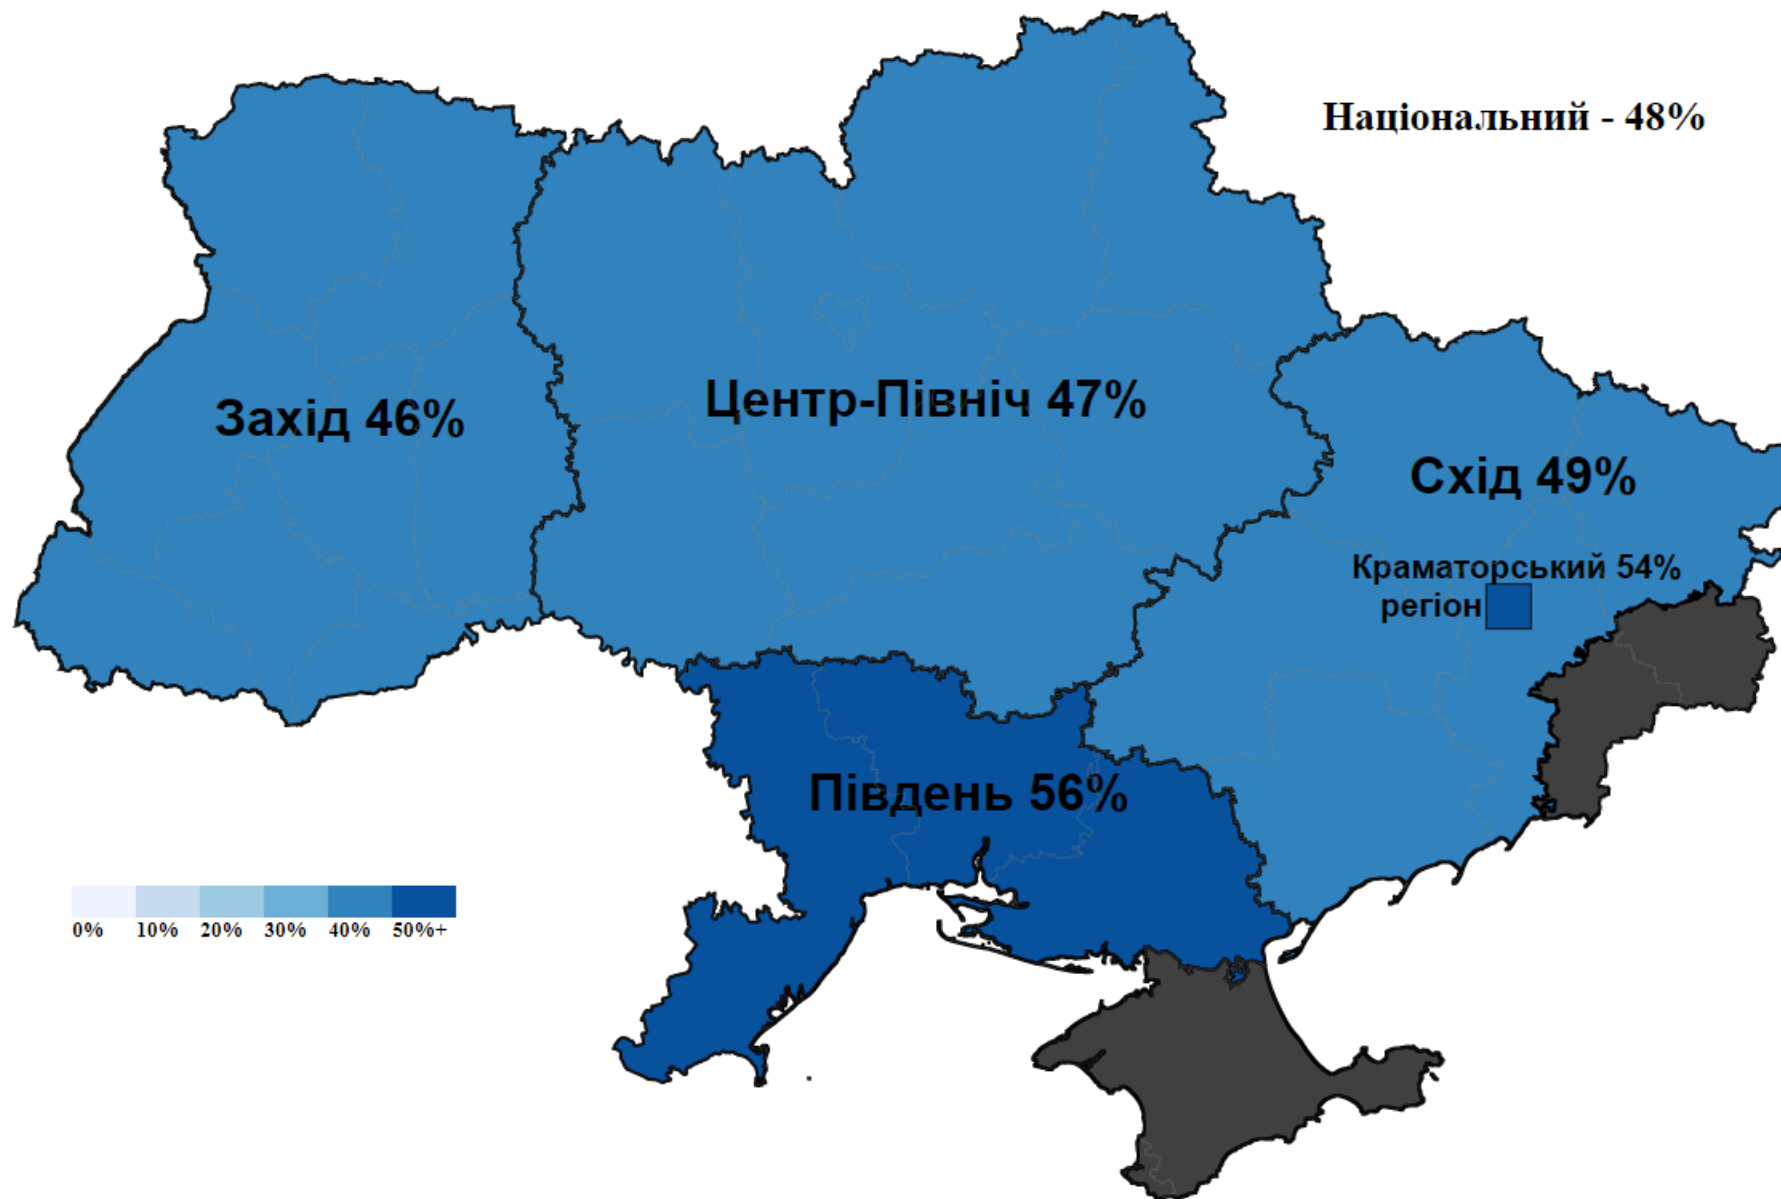 Національний - 48%
Захід 46%
Центр-Північ 47%
Схід 49%
Краматорський 54%
регіон
Південь 56%
0% 10% 20% 30% 40% 50%+